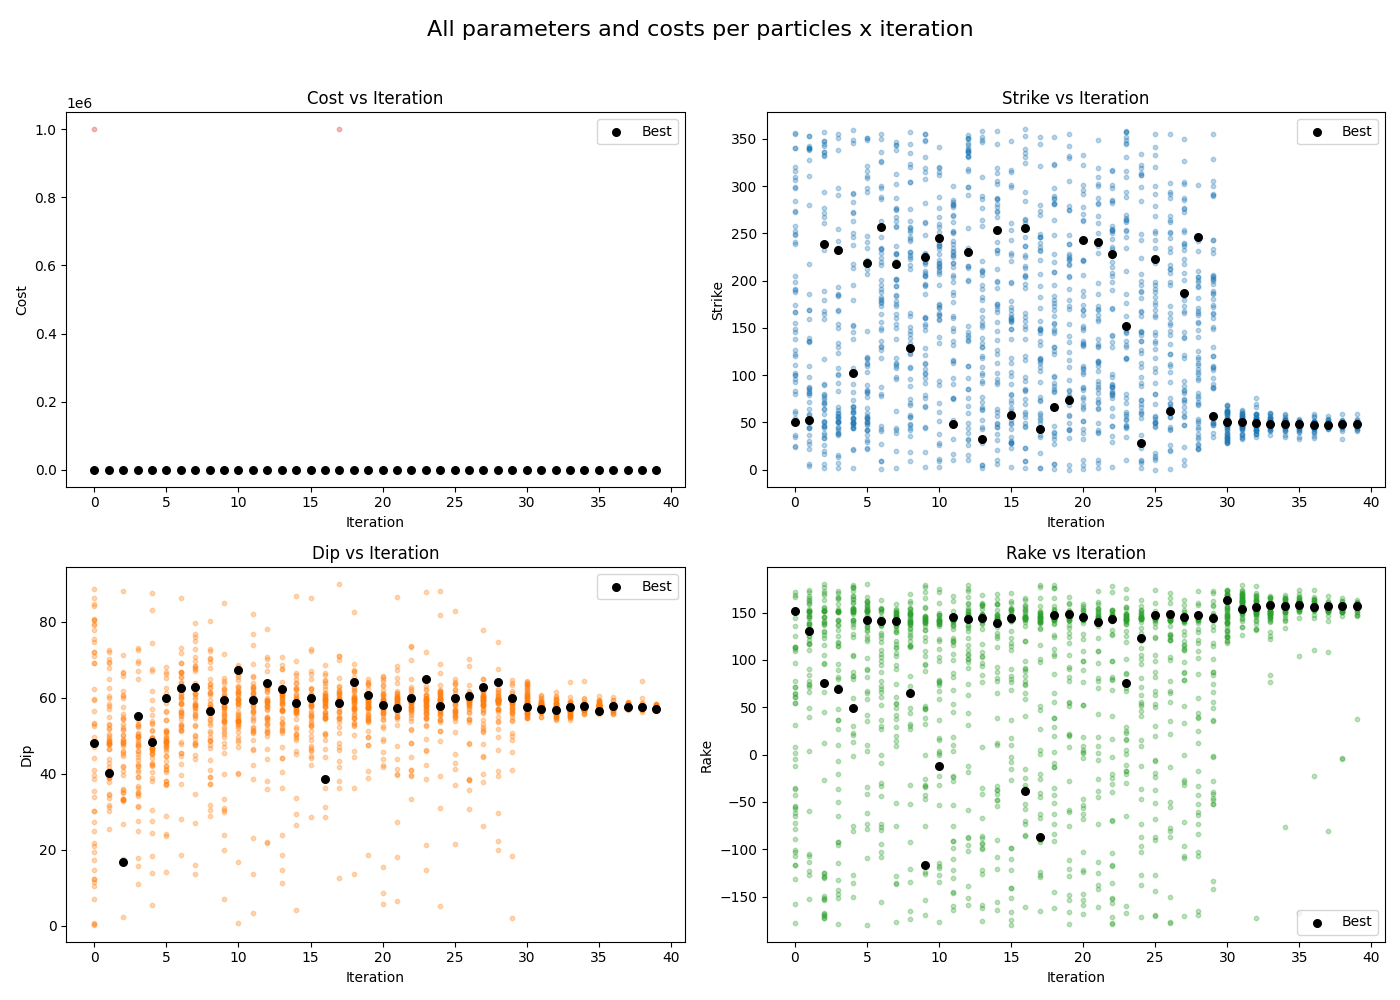 All parameters and costs per particles x iteration
Cost vs Iteration
1e6
1.0
0.8
0.6
0.4
0.2
0.0
Cost
0 5 10 15 20 25 30 35 40
Iteration
Best
Strike vs Iteration
350
300
250
200
150
100
50
0
Strike
0 5 10 15 20 25 30 35 40
Iteration
Best
Dip vs Iteration
80
60
40
20
0
Dip
0 5 10 15 20 25 30 35 40
Iteration
Best
Rake vs Iteration
150
100
50
0
−50
−100
−150
Rake
0 5 10 15 20 25 30 35 40
Iteration
Best